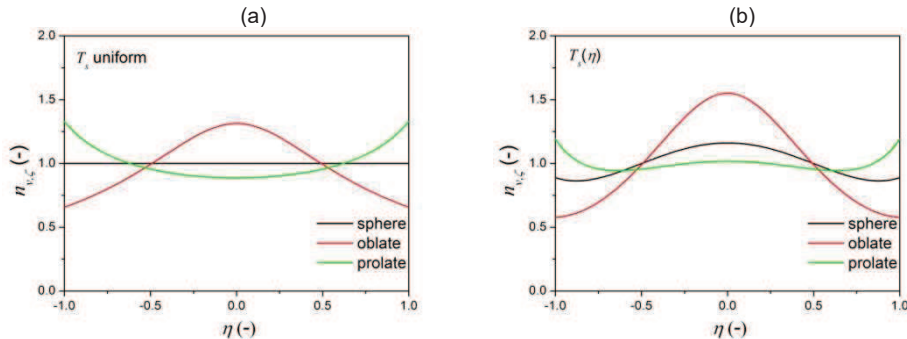 (a)
2.0
T_s uniform
1.5
1.0
0.5
0.0
n_{v,ζ} (-)
sphere
oblate
prolate
-1.0 -0.5 0.0 0.5 1.0
η (-)
(b)
2.0
T_s(η)
1.5
1.0
0.5
0.0
n_{v,ζ} (-)
sphere
oblate
prolate
-1.0 -0.5 0.0 0.5 1.0
η (-)